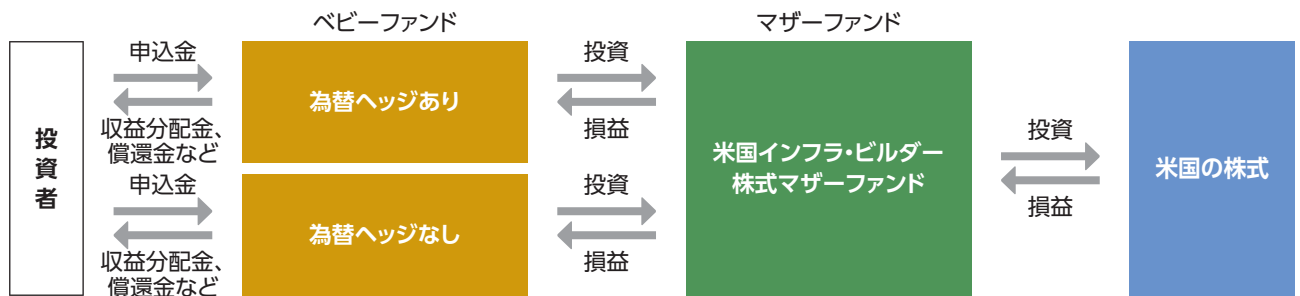 ベビーファンド
マザーファンド
投資者
申込金
収益分配金、
償還金など
為替ヘッジあり
投資
損益
申込金
収益分配金、
償還金など
為替ヘッジなし
投資
損益
米国インフラ・ビルダー
株式マザーファンド
投資
損益
米国の株式